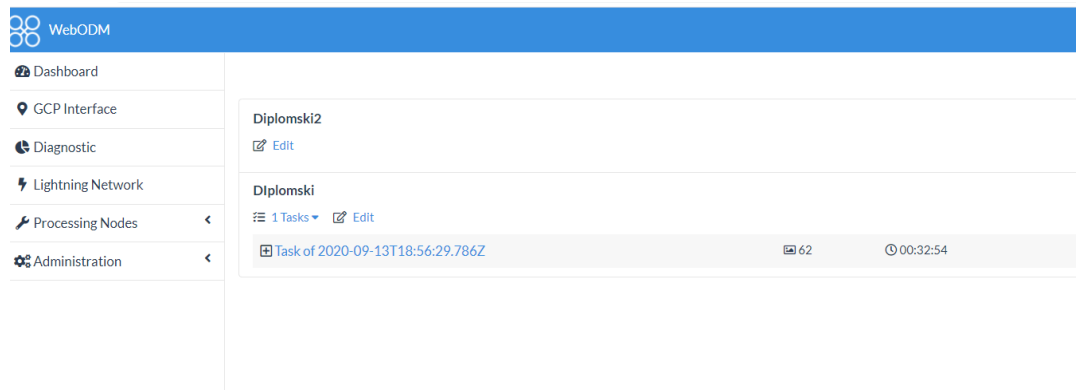 WebODM
Dashboard
GCP Interface
Diagnostic
Lightning Network
Processing Nodes
Administration
Diplomski2
Edit
DIplomski
1 Tasks Edit
Task of 2020-09-13T18:56:29.786Z 62 00:32:54